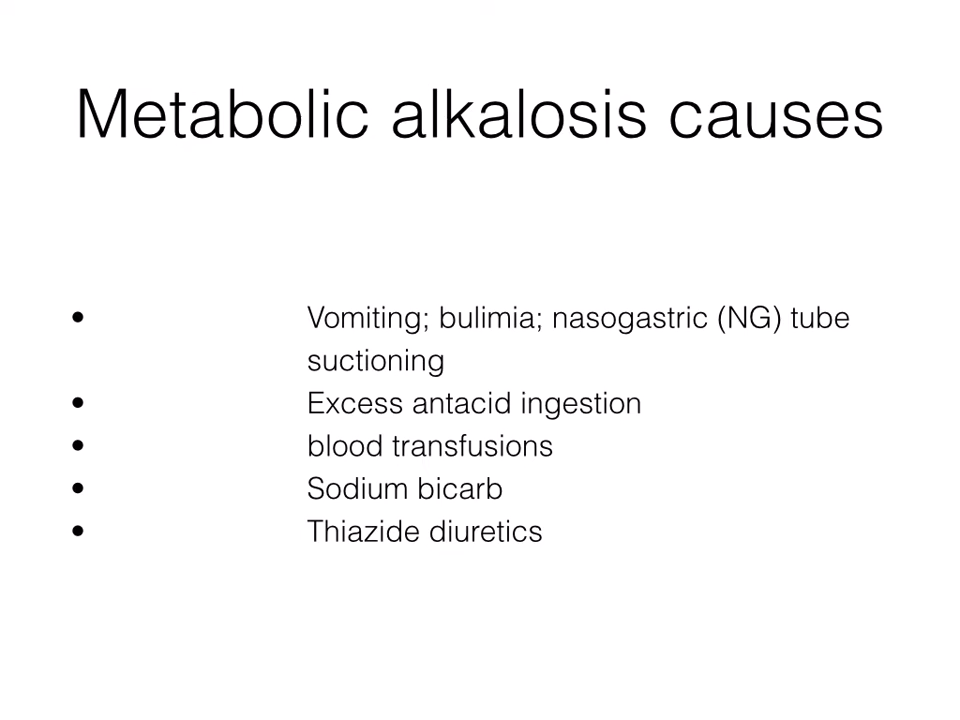 Metabolic alkalosis causes
• Vomiting; bulimia; nasogastric (NG) tube
suctioning
• Excess antacid ingestion
• blood transfusions
• Sodium bicarb
• Thiazide diuretics